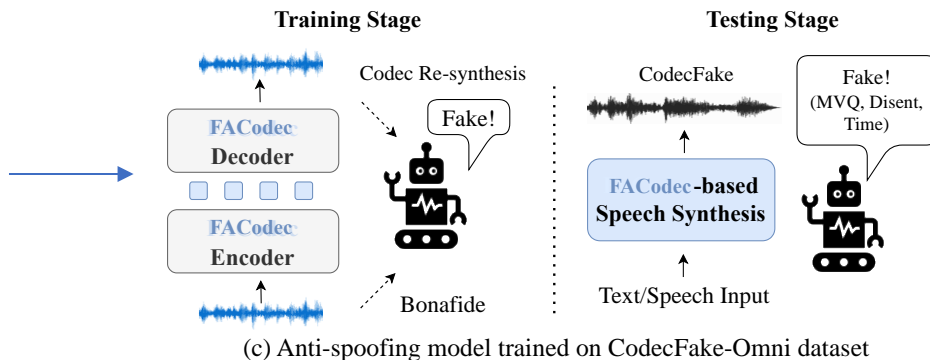 Training Stage
Codec Re-synthesis
FACodec
Decoder
Fake!
FACodec
Encoder
Bonafide
Testing Stage
CodecFake
Fake!
(MVQ, Disent,
Time)
FACodec-based
Speech Synthesis
Text/Speech Input
(c) Anti-spoofing model trained on CodecFake-Omni dataset